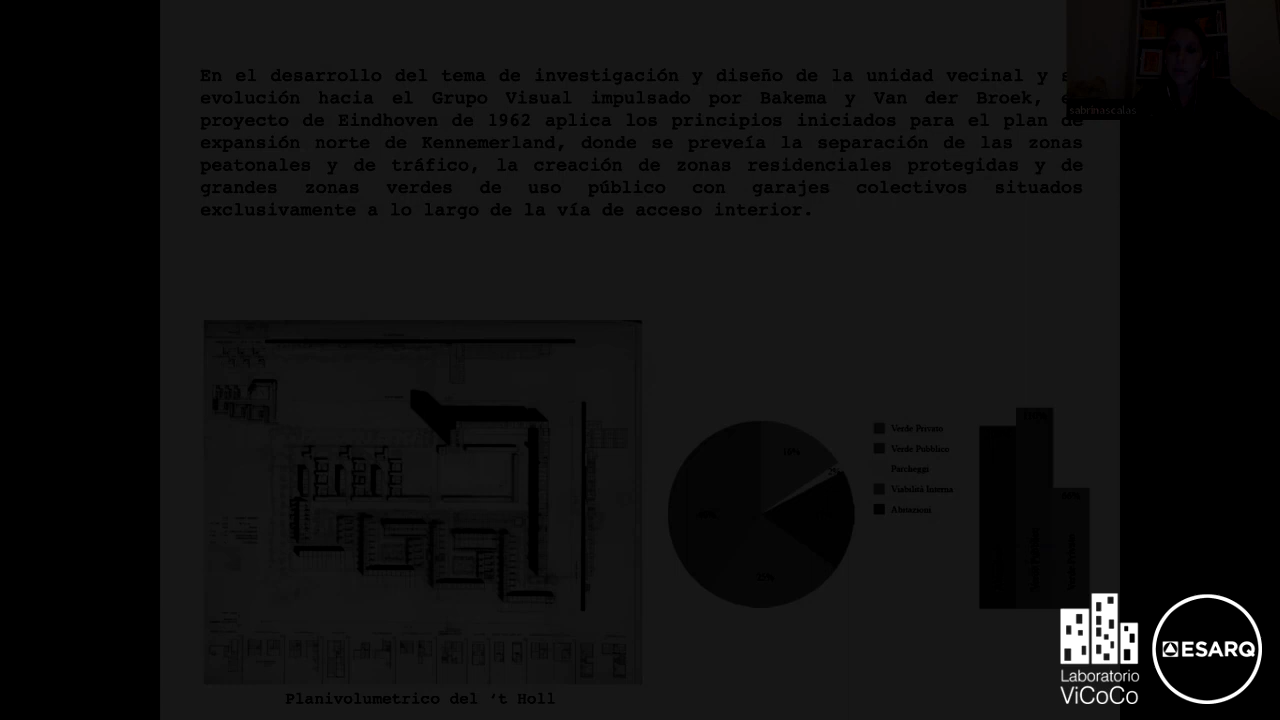 En el desarrollo del tema de investigación y diseño de la unidad vecinal y
evolución hacia el Grupo Visual impulsado por Bakema y Van der Broek,
proyecto de Eindhoven de 1962 aplica los principios iniciados para el plan de
expansión norte de Kennemerland, donde se preveía la separación de las zonas
peatonales y de tráfico, la creación de zonas residenciales protegidas y de
grandes zonas verdes de uso público con garajes colectivos situados
exclusivamente a lo largo de la vía de acceso interior.
sabrinascalas
Verde Privato
Verde Pubblico
Parcheggi
Viabilità Interna
Abitazioni
Planivolumetrico del ‘t Holl
Laboratorio
ViCoCo
ESARQ